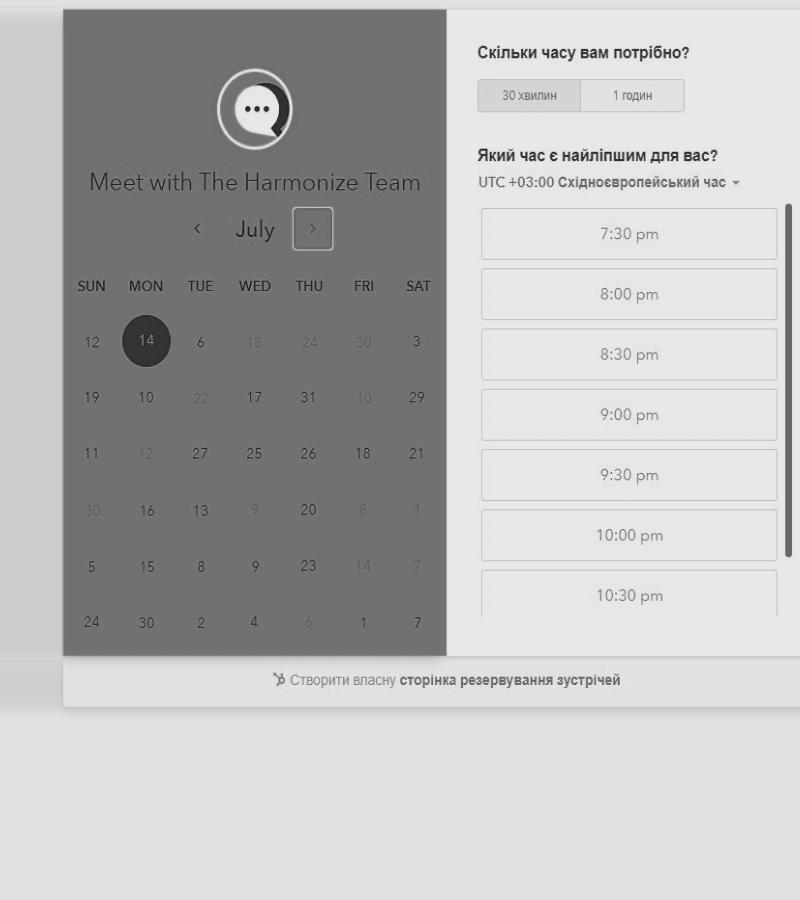 Meet with The Harmonize Team
July
SUN MON TUE WED THU FRI SAT
12 14 6 18 24 30 3
19 10 22 17 31 10 29
11 12 27 25 26 18 21
30 16 13 9 20 8 1
5 15 8 9 23 14 7
24 30 2 4 6 1 7
Скільки часу вам потрібно?
30 хвилин 1 годин
Який час є найліпшим для вас?
UTC +03:00 Східноєвропейський час
7:30 pm
8:00 pm
8:30 pm
9:00 pm
9:30 pm
10:00 pm
10:30 pm
Створити власну сторінка резервування зустрічей